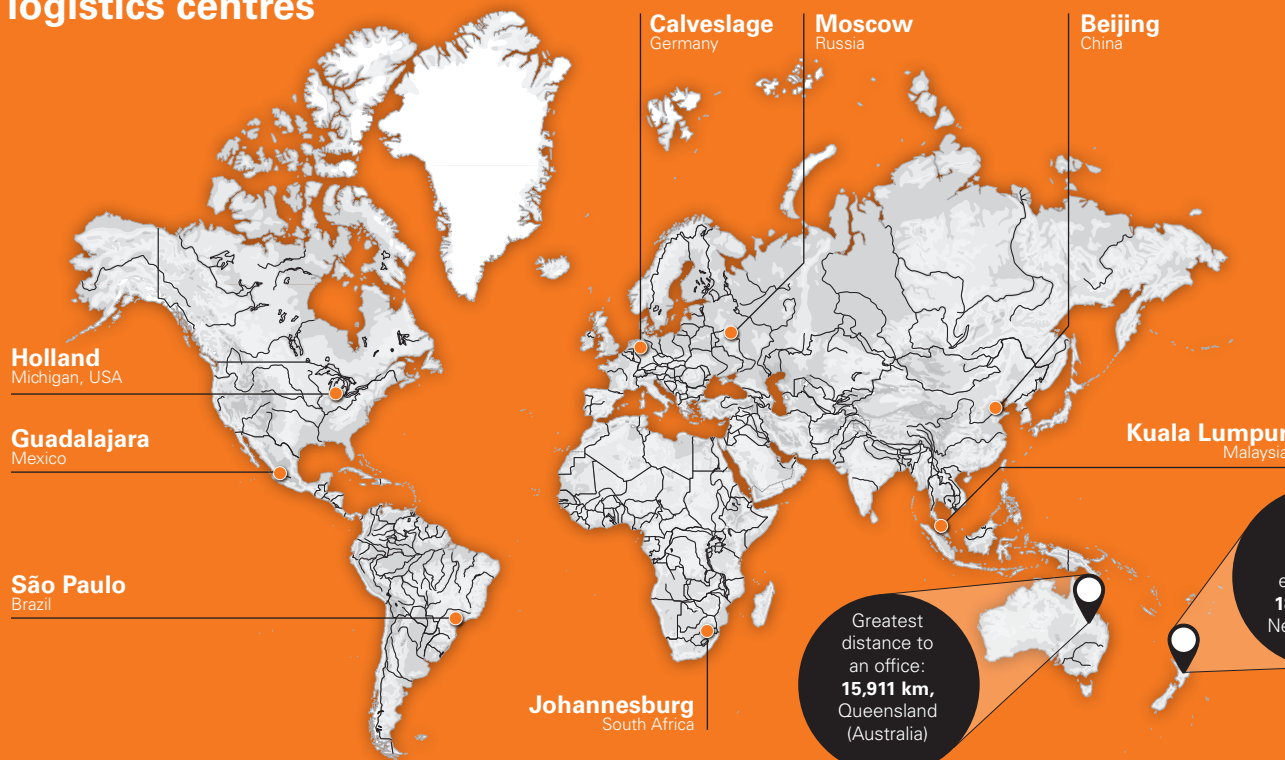 logistics centres
Calveslage
Germany
Moscow
Russia
Beijing
China
Holland
Michigan, USA
Guadalajara
Mexico
Kuala Lumpur
Malaysia
São Paulo
Brazil
Johannesburg
South Africa
Greatest
distance to
an office:
15,911 km,
Queensland
(Australia)